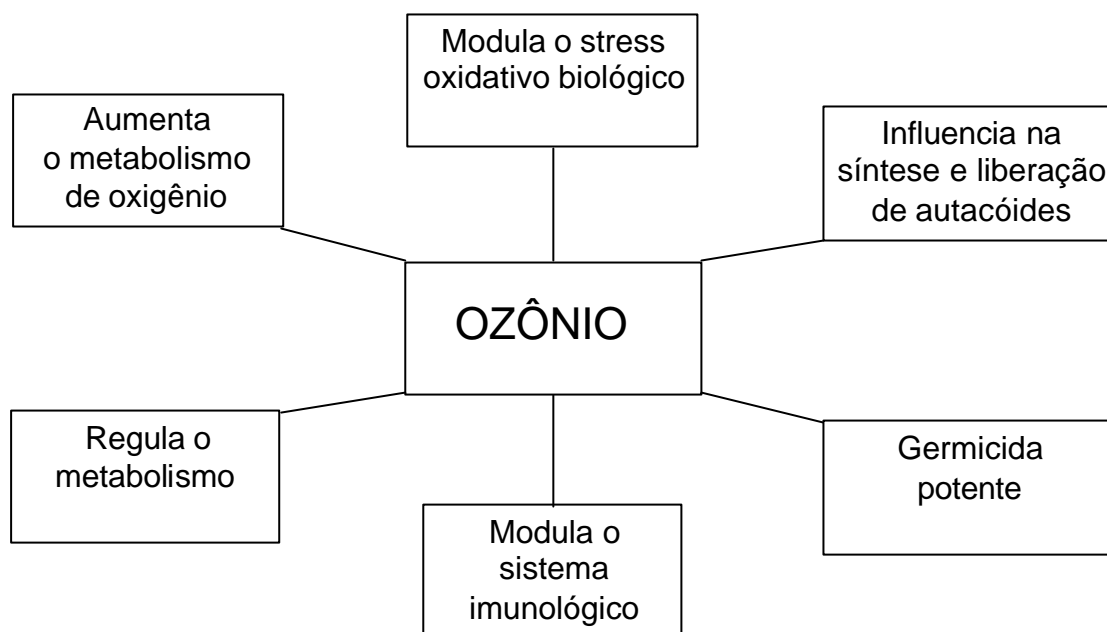 Modula o stress
oxidativo biológico
Aumenta
o metabolismo
de oxigênio
Influencia na
síntese e liberação
de autacóides
OZÔNIO
Regula o
metabolismo
Germicida
potente
Modula o
sistema
imunológico